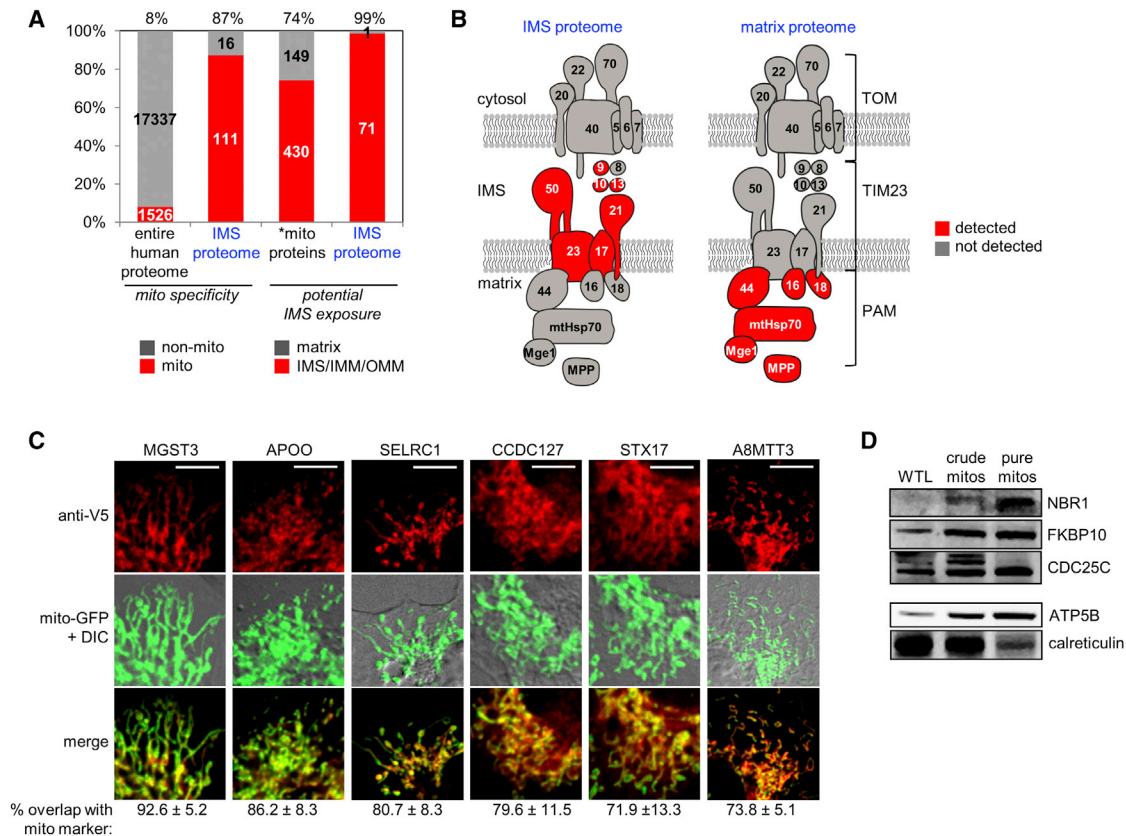 A
8% 87% 74% 99%
100%
80%
60%
40%
20%
0%
17337
1526
16
111
149
430
1
71
entire human proteome
IMS proteome
*mito proteins
IMS proteome
mito specificity
potential IMS exposure
non-mito
mito
matrix
IMS/IMM/OMM
B
IMS proteome
matrix proteome
cytosol
IMS
matrix
20
22
70
40
5
6
7
9
8
10
13
50
21
23
17
44
16
18
mtHsp70
Mge1
MPP
20
22
70
40
5
6
7
9
8
10
13
50
21
23
17
44
16
18
mtHsp70
Mge1
MPP
TOM
TIM23
PAM
detected
not detected
C
MGST3 APOO SELRC1 CCDC127 STX17 A8MTT3
anti-V5
mito-GFP
+ DIC
merge
% overlap with
mito marker:
92.6 ± 5.2 86.2 ± 8.3 80.7 ± 8.3 79.6 ± 11.5 71.9 ±13.3 73.8 ± 5.1
D
WTL
crude mitos
pure mitos
NBR1
FKBP10
CDC25C
ATP5B
calreticulin